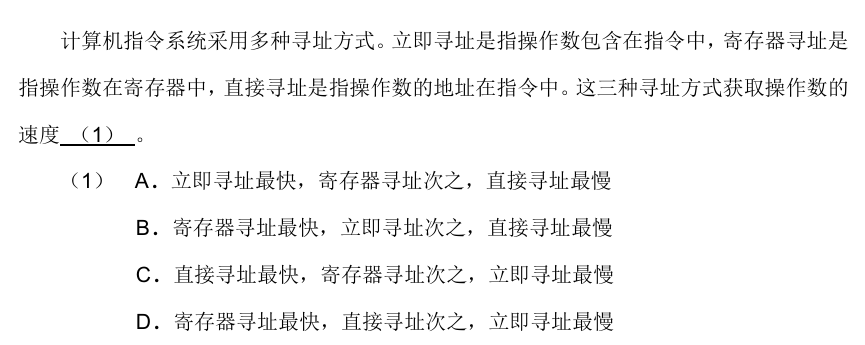 计算机指令系统采用多种寻址方式。立即寻址是指操作数包含在指令中，寄存器寻址是
指操作数在寄存器中，直接寻址是指操作数的地址在指令中。这三种寻址方式获取操作数的
速度 （1） 。
（1） A．立即寻址最快，寄存器寻址次之，直接寻址最慢
B．寄存器寻址最快，立即寻址次之，直接寻址最慢
C．直接寻址最快，寄存器寻址次之，立即寻址最慢
D．寄存器寻址最快，直接寻址次之，立即寻址最慢